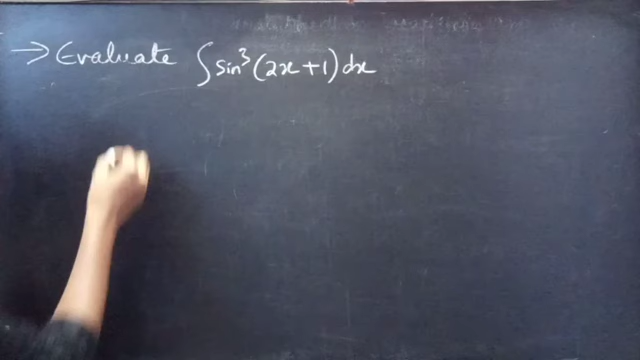 → Evaluate ∫ sin³ (2x + 1) dx